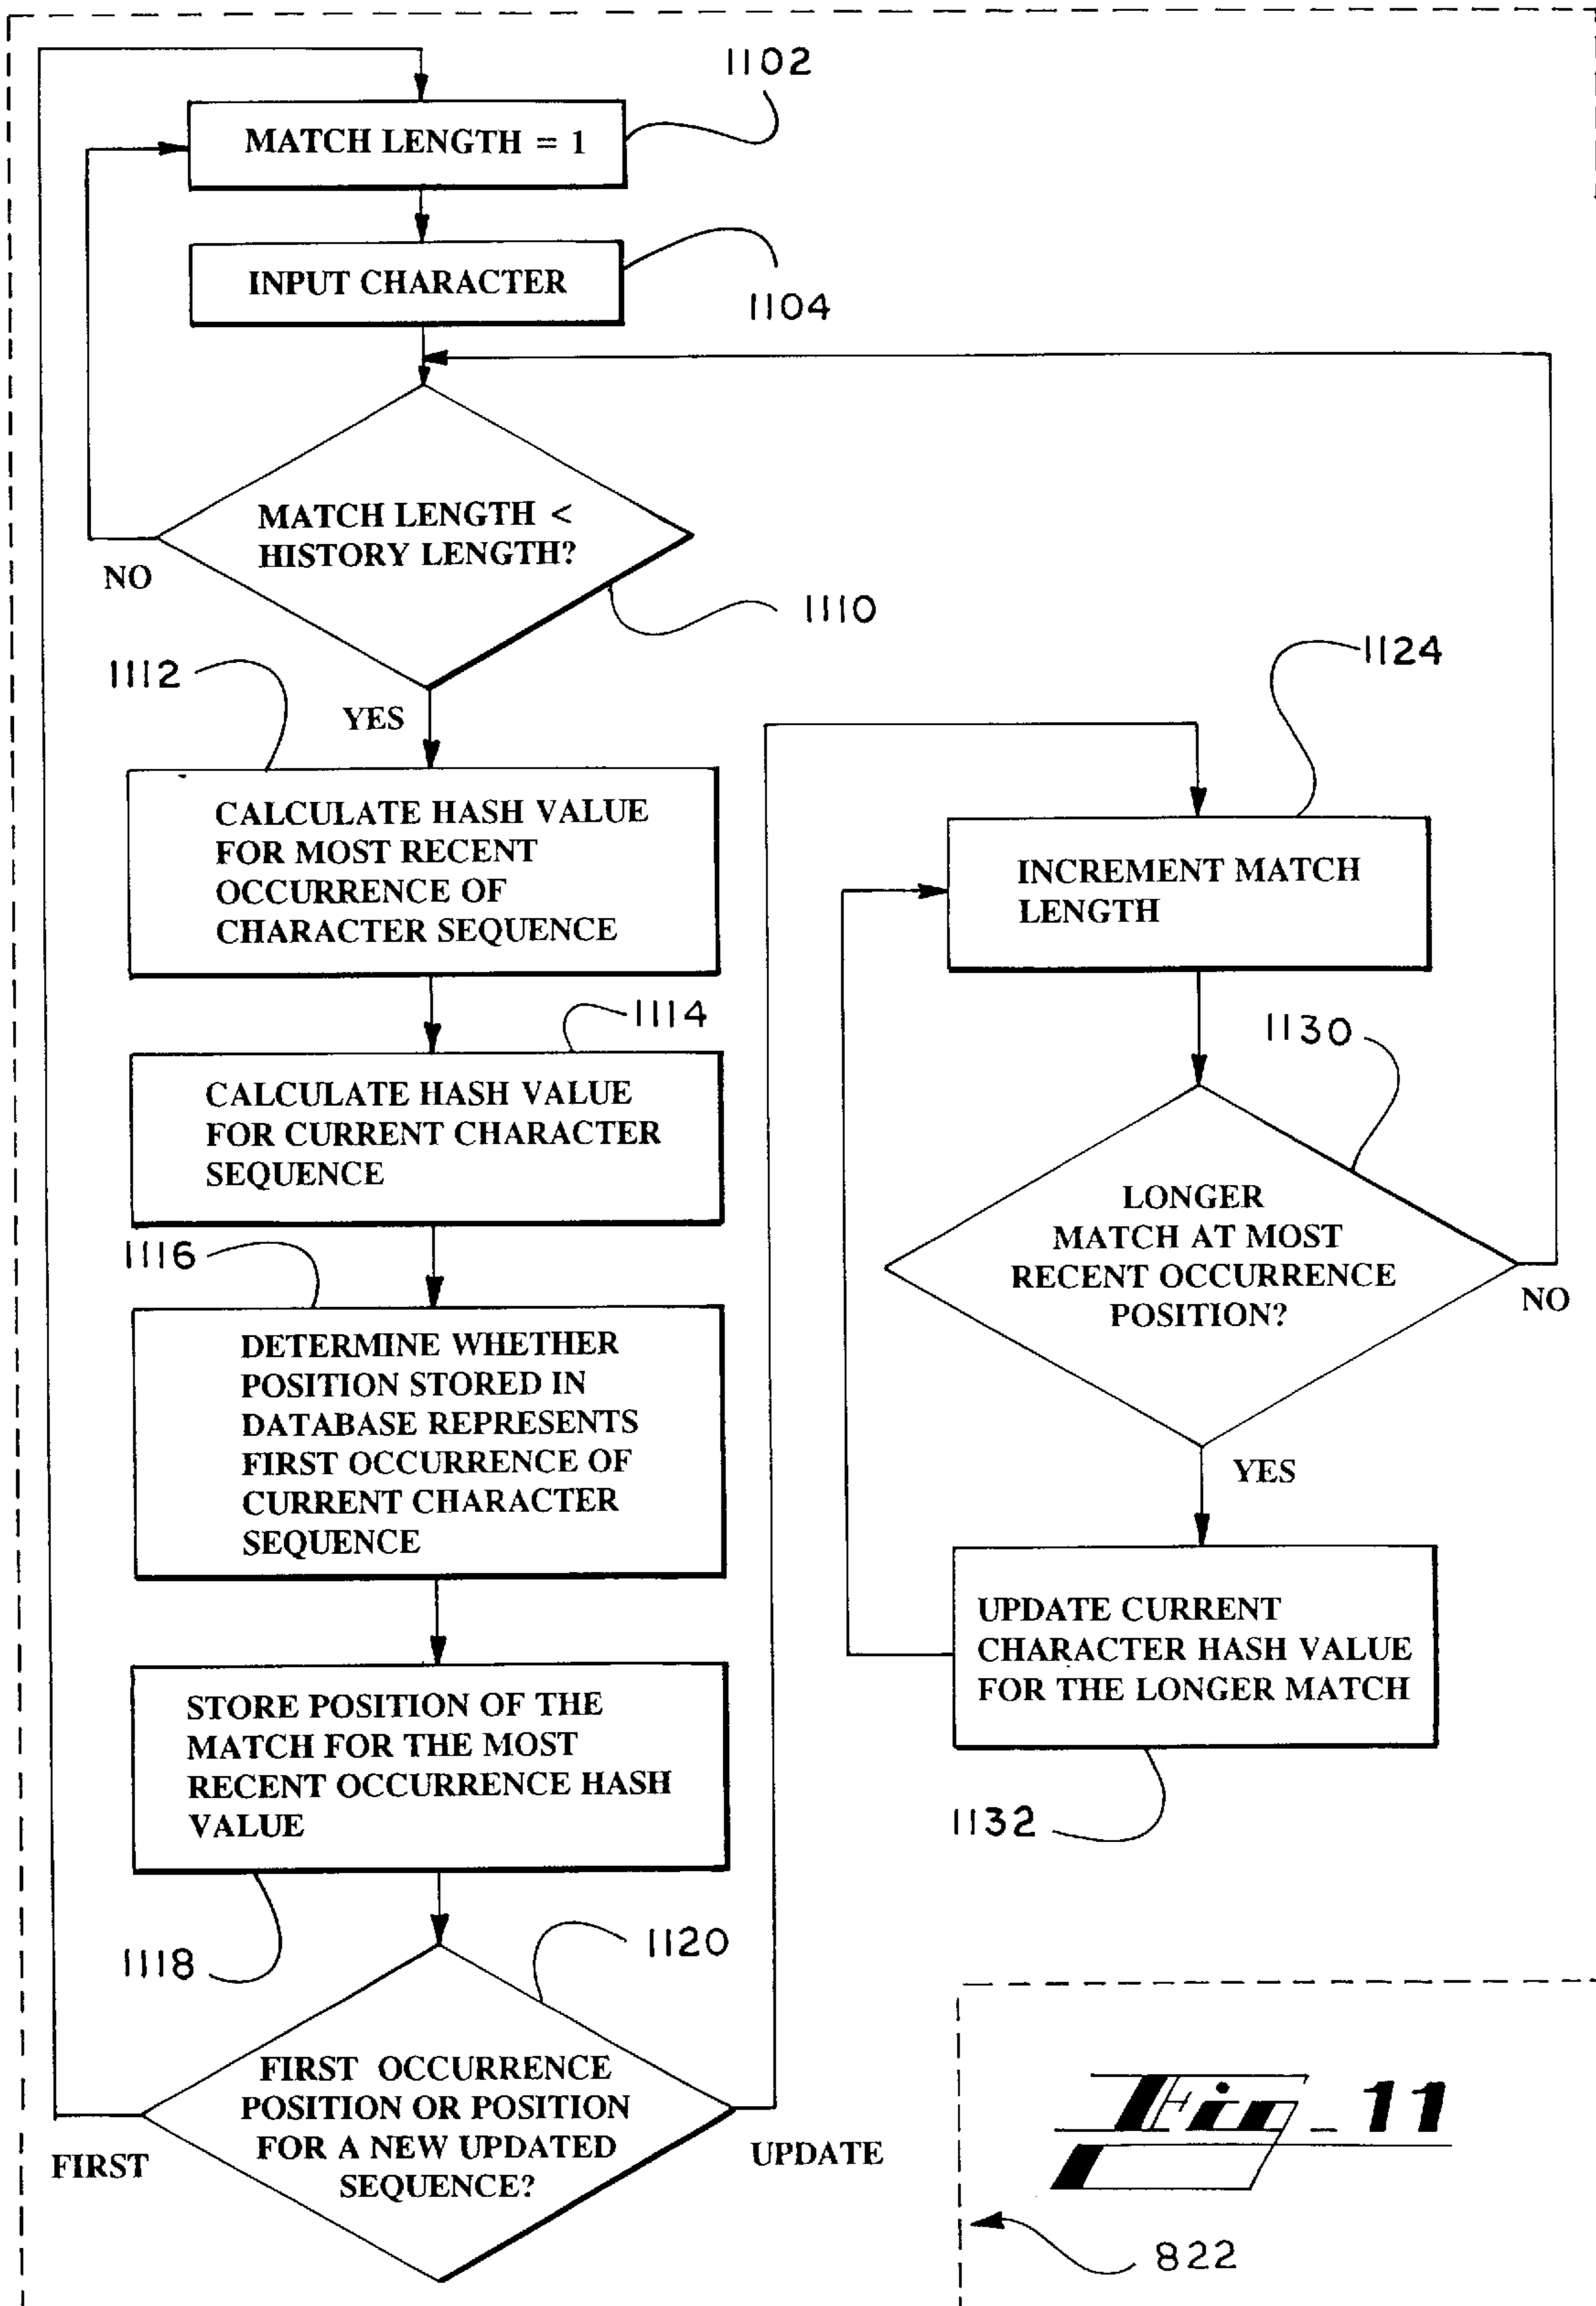 1102
MATCH LENGTH = 1
INPUT CHARACTER
1104
MATCH LENGTH <
HISTORY LENGTH?
NO
1110
1112
YES
CALCULATE HASH VALUE
FOR MOST RECENT
OCCURRENCE OF
CHARACTER SEQUENCE
1114
CALCULATE HASH VALUE
FOR CURRENT CHARACTER
SEQUENCE
1116
DETERMINE WHETHER
POSITION STORED IN
DATABASE REPRESENTS
FIRST OCCURRENCE OF
CURRENT CHARACTER
SEQUENCE
STORE POSITION OF THE
MATCH FOR THE MOST
RECENT OCCURRENCE HASH
VALUE
1118
1120
FIRST OCCURRENCE
POSITION OR POSITION
FOR A NEW UPDATED
SEQUENCE?
FIRST
UPDATE
1124
INCREMENT MATCH
LENGTH
1130
LONGER
MATCH AT MOST
RECENT OCCURRENCE
POSITION?
NO
YES
UPDATE CURRENT
CHARACTER HASH VALUE
FOR THE LONGER MATCH
1132
Fig_11
822